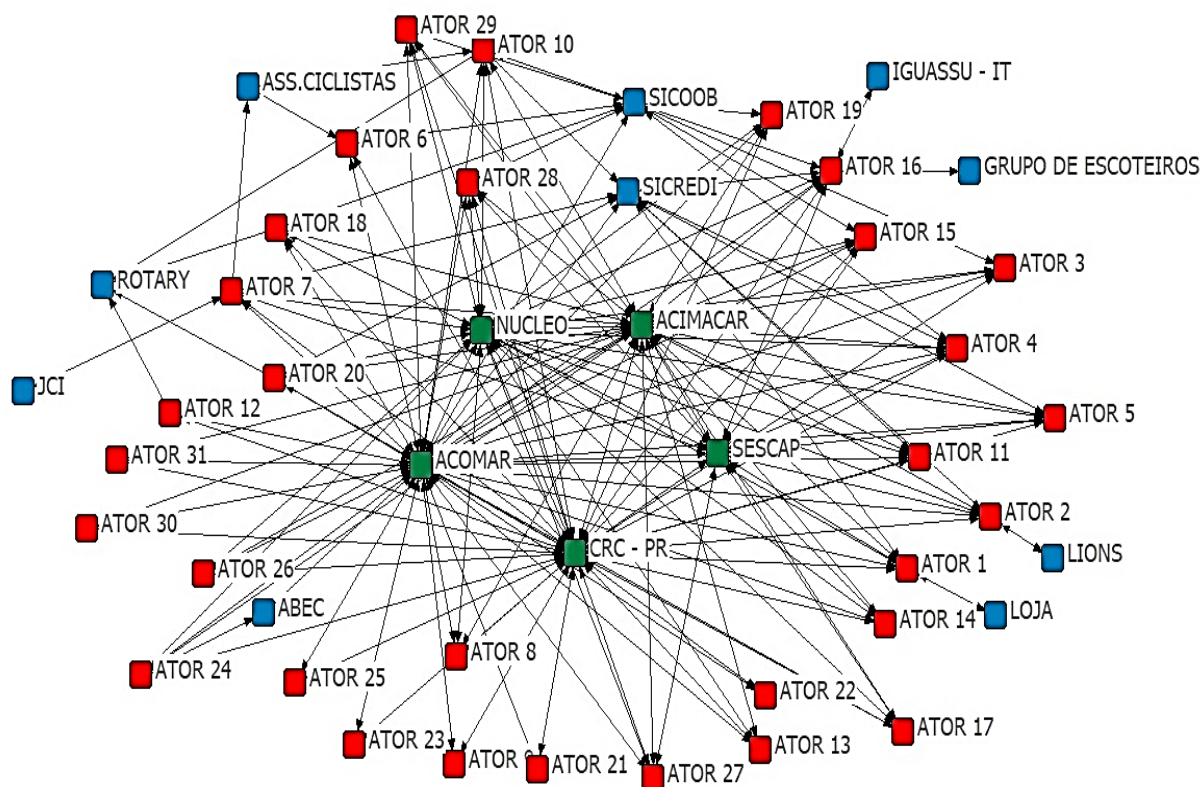 ATOR 29
ATOR 10
ASS.CICLISTAS
IGUASSU - IT
SICOOB
ATOR 19
ATOR 6
ATOR 16
GRUPO DE ESCOTEIROS
ATOR 28
SICREDI
ATOR 18
ATOR 15
ATOR 3
ROTARY
ATOR 7
NUCLEO
ACIMACAR
ATOR 4
ATOR 20
JCI
ATOR 12
ATOR 5
ATOR 31
ACOMAR
SESCAP
ATOR 11
ATOR 30
ATOR 2
CRC - PR
LIONS
ATOR 26
ATOR 1
ABEC
LOJA
ATOR 14
ATOR 8
ATOR 24
ATOR 25
ATOR 22
ATOR 17
ATOR 23
ATOR 13
ATOR
ATOR 21
ATOR 27